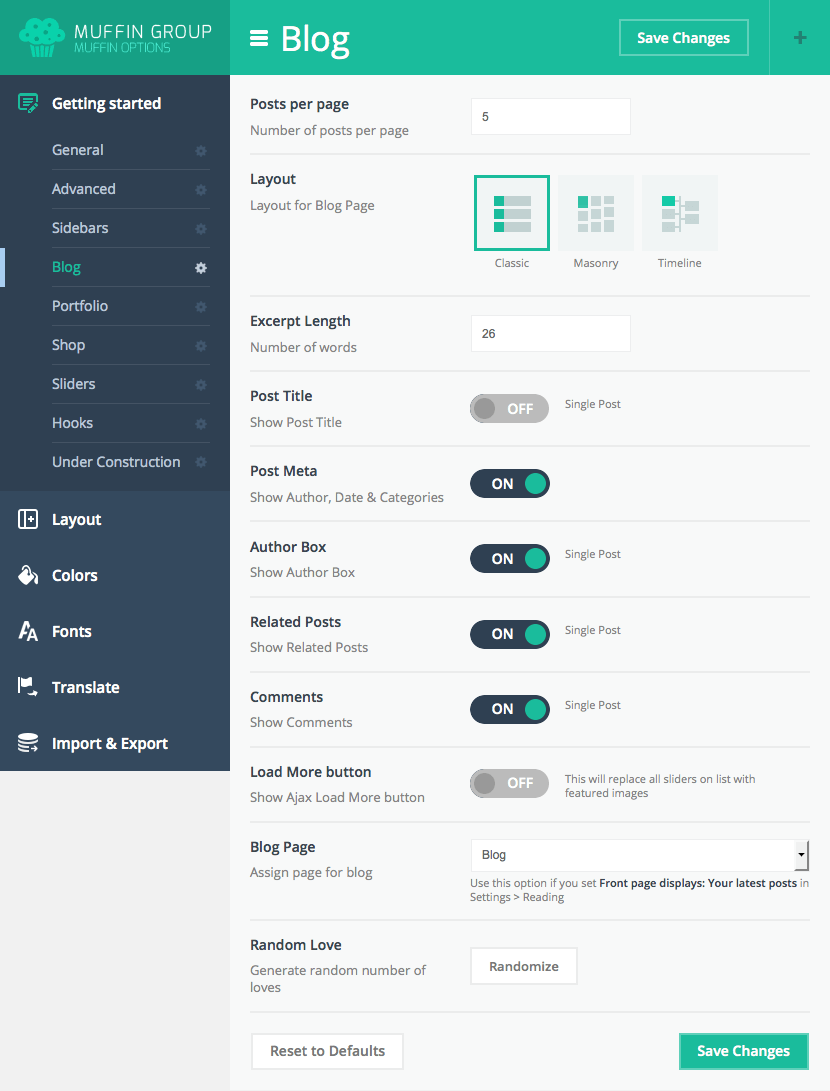 MUFFIN GROUP
MUFFIN OPTIONS
Blog
Save Changes
+
Getting started
General
Advanced
Sidebars
Blog
Portfolio
Shop
Sliders
Hooks
Under Construction
Layout
Colors
Fonts
Translate
Import & Export
Posts per page
Number of posts per page
5
Layout
Layout for Blog Page
Classic
Masonry
Timeline
Excerpt Length
Number of words
26
Post Title
Show Post Title
OFF
Single Post
Post Meta
Show Author, Date & Categories
ON
Author Box
Show Author Box
ON
Single Post
Related Posts
Show Related Posts
ON
Single Post
Comments
Show Comments
ON
Single Post
Load More button
Show Ajax Load More button
OFF
This will replace all sliders on list with
featured images
Blog Page
Assign page for blog
Blog
Use this option if you set Front page displays: Your latest posts in
Settings > Reading
Random Love
Generate random number of
loves
Randomize
Reset to Defaults
Save Changes